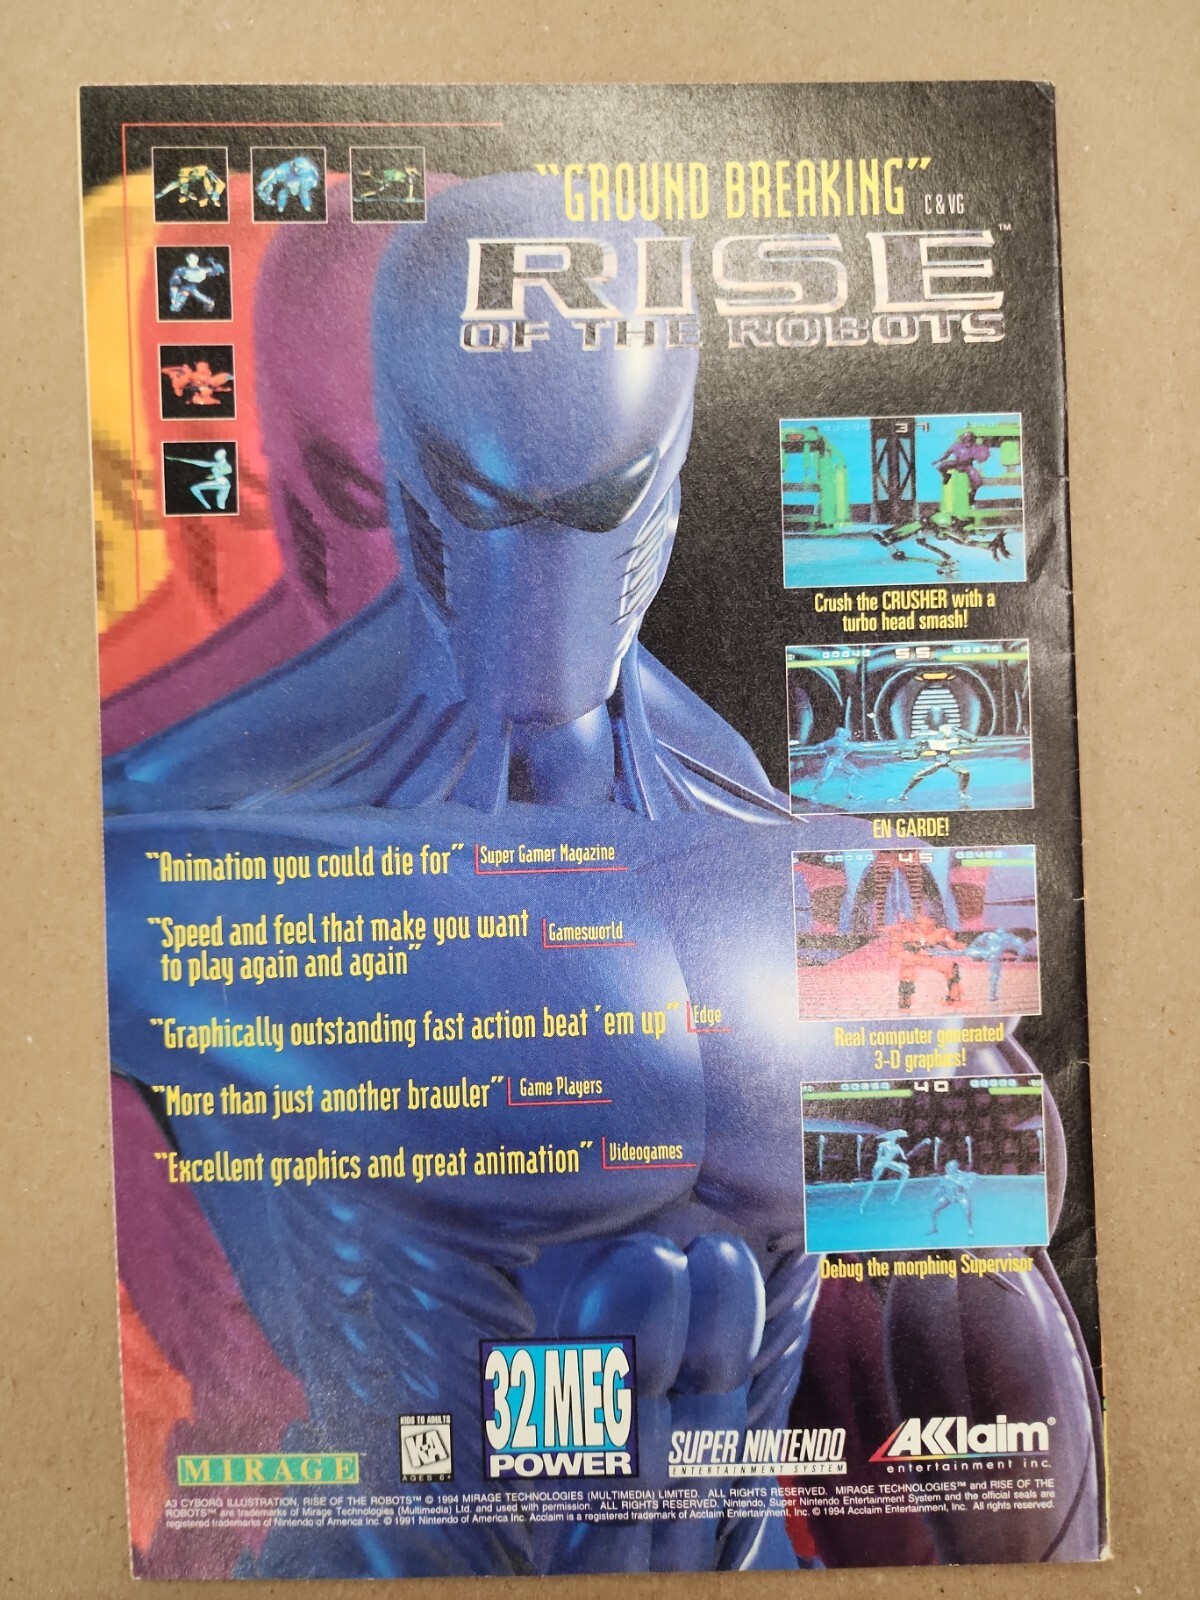 “GROUND BREAKING” C & VG
RISE™
OF THE ROBOTS
37
Crush the CRUSHER with a
turbo head smash!
55
EN GARDE!
“Animation you could die for” Super Gamer Magazine
45
“Speed and feel that make you want
to play again and again” Gamesworld
“Graphically outstanding fast action beat 'em up” Edge
Real computer generated
3-D graphics!
“More than just another brawler” Game Players
40
“Excellent graphics and great animation” Videogames
Debug the morphing Supervisor
32 MEG
POWER
KIDS TO ADULTS
K-A
AGES 6+
MIRAGE™
SUPER NINTENDO
ENTERTAINMENT SYSTEM
AKKlaim®
entertainment inc.
A3 CYBORG ILLUSTRATION, RISE OF THE ROBOTS™ © 1994 MIRAGE TECHNOLOGIES (MULTIMEDIA) LIMITED. ALL RIGHTS RESERVED. MIRAGE TECHNOLOGIES™ and RISE OF THE
ROBOTS™ are trademarks of Mirage Technologies (Multimedia) Ltd. and used with permission. ALL RIGHTS RESERVED. Nintendo, Super Nintendo Entertainment System and the official seals are
registered trademarks of Nintendo of America Inc. © 1991 Nintendo of America Inc. Acclaim is a registered trademark of Acclaim Entertainment, Inc. © 1994 Acclaim Entertainment, Inc. All rights reserved.